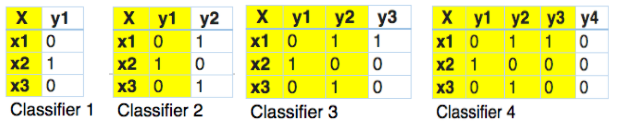 X y1
x1 0
x2 1
x3 0
Classifier 1
X y1 y2
x1 0 1
x2 1 0
x3 0 1
Classifier 2
X y1 y2 y3
x1 0 1 1
x2 1 0 0
x3 0 1 0
Classifier 3
X y1 y2 y3 y4
x1 0 1 1 0
x2 1 0 0 0
x3 0 1 0 0
Classifier 4